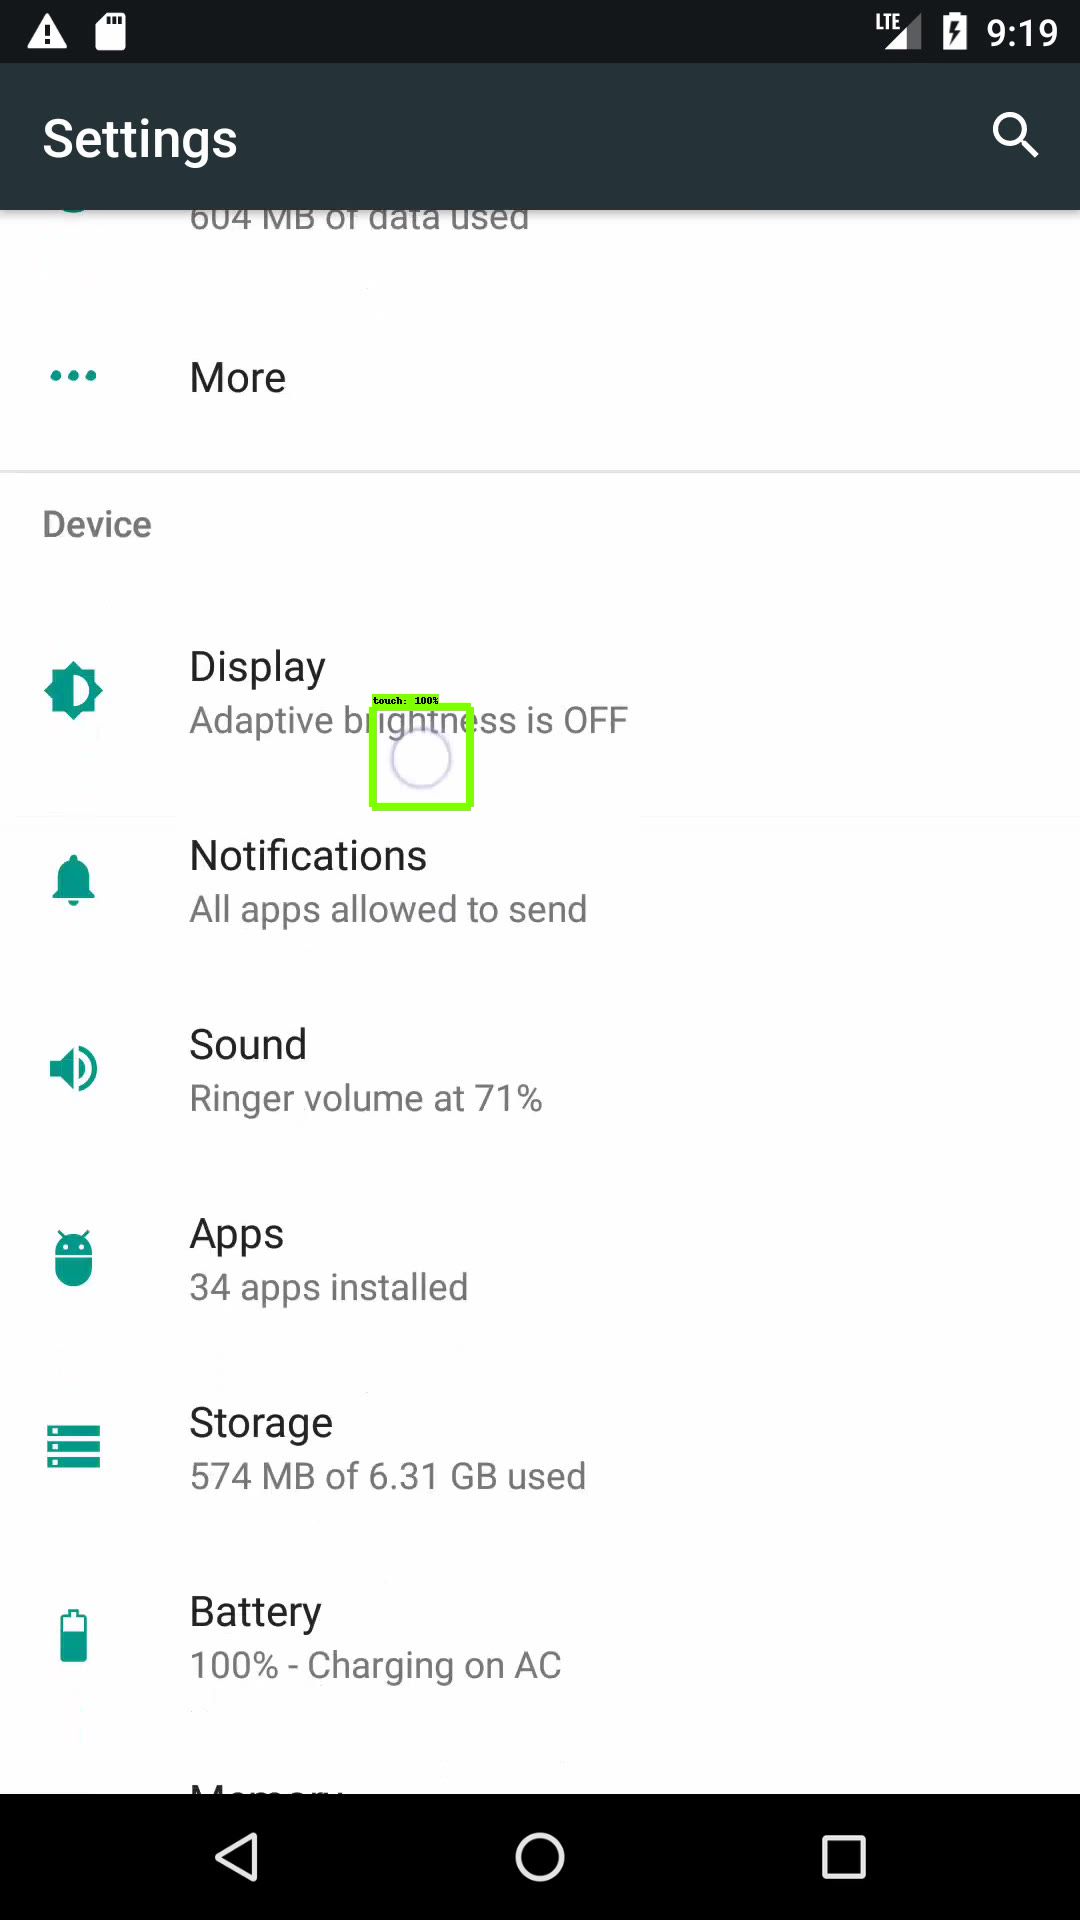 LTE 9:19
Settings
604 MB of data used
More
Device
Display
touch: 100%
Adaptive brightness is OFF
Notifications
All apps allowed to send
Sound
Ringer volume at 71%
Apps
34 apps installed
Storage
574 MB of 6.31 GB used
Battery
100% - Charging on AC
Memory